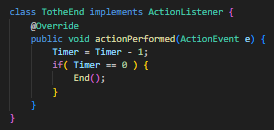 class TotheEnd implements ActionListener {
    @Override
    public void actionPerformed(ActionEvent e) {
        Timer = Timer - 1;
        if( Timer == 0 ) {
            End();
        }
    }
}